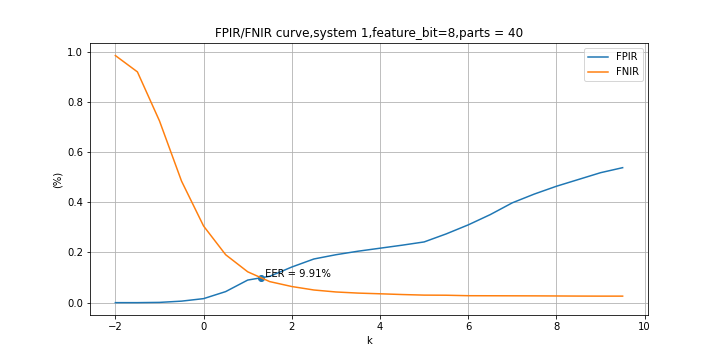 FPIR/FNIR curve,system 1,feature_bit=8,parts = 40
FPIR
FNIR
1.0
0.8
0.6
0.4
0.2
0.0
(%)
EER = 9.91%
−2
0
2
4
6
8
10
k